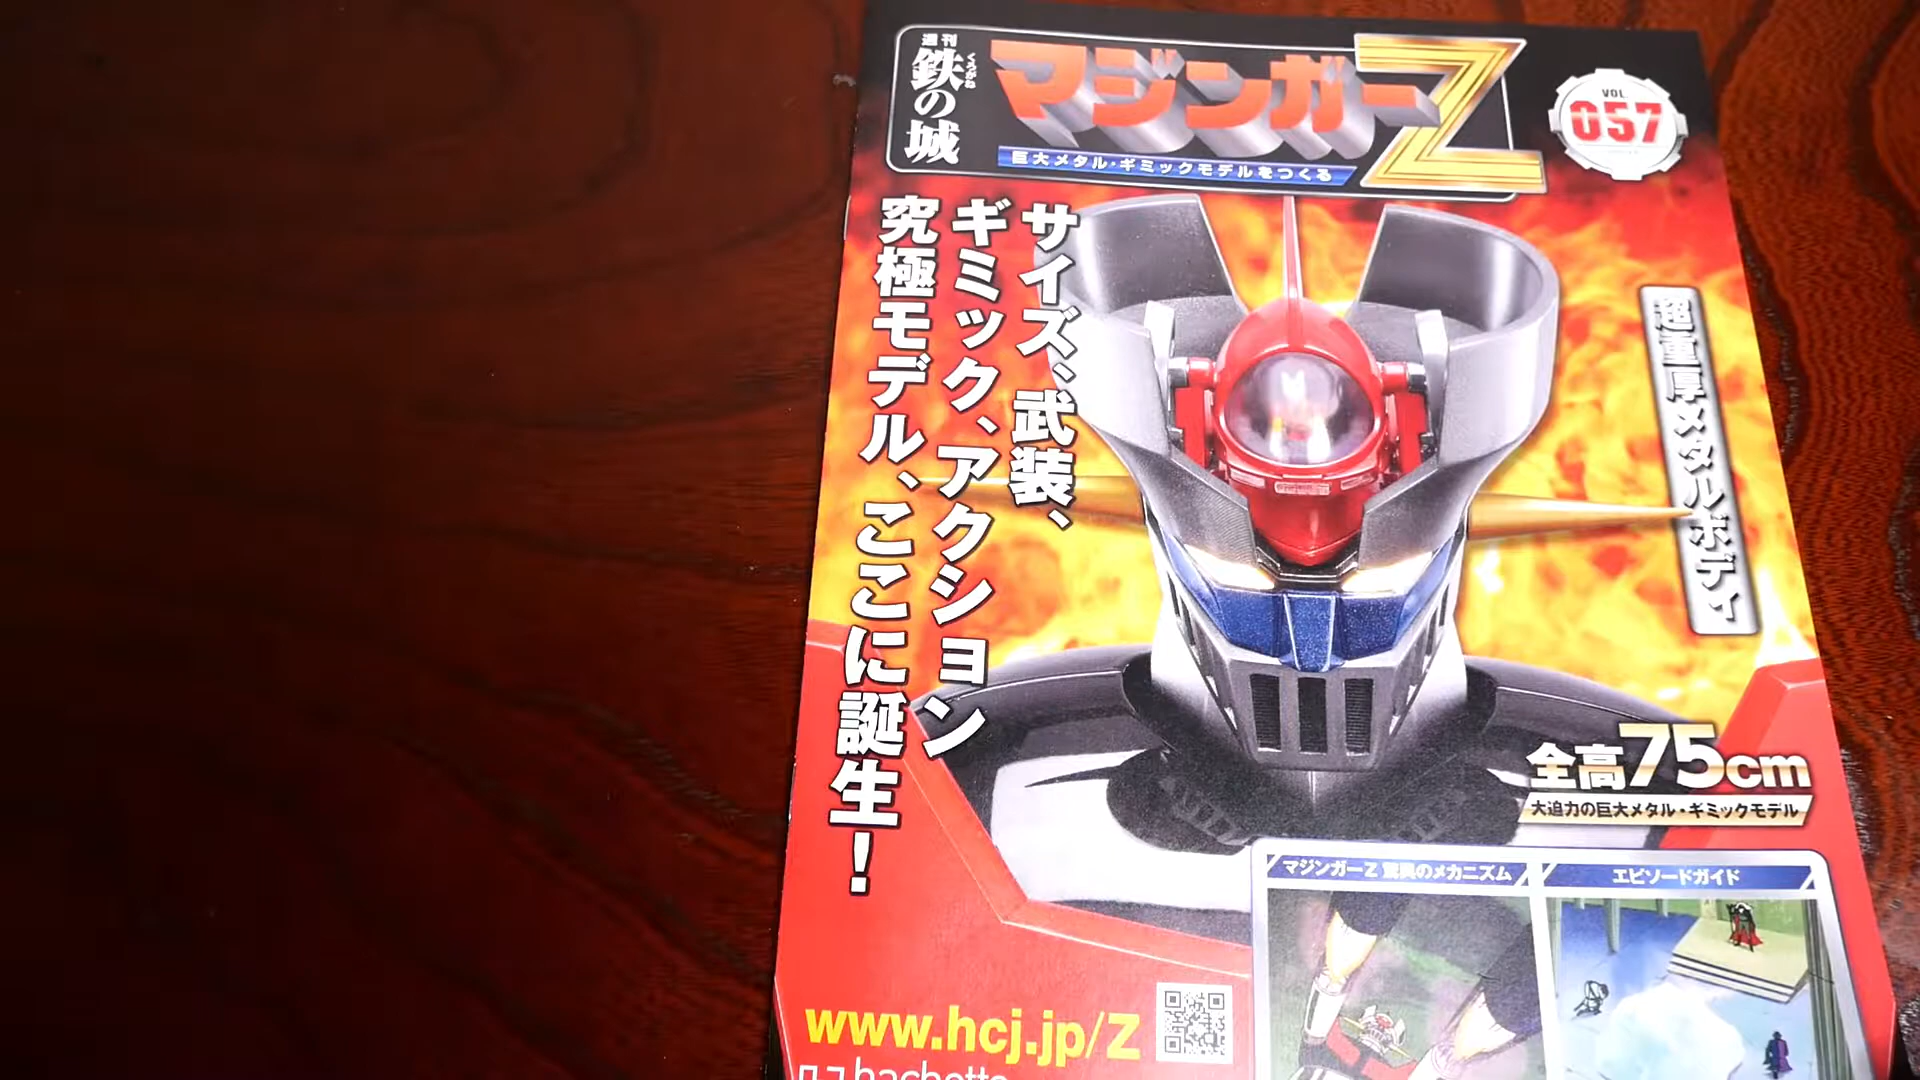 週刊
鉄の城
くろがね
マジンガーZ
巨大メタル・ギミックモデルをつくる
VOL.
057
サイズ、武装、
ギミック、アクション
究極モデル、ここに誕生!
超重厚メタルボディ
全高75cm
大迫力の巨大メタル・ギミックモデル
マジンガーZ 驚異のメカニズム
エピソードガイド
www.hcj.jp/Z
hachette